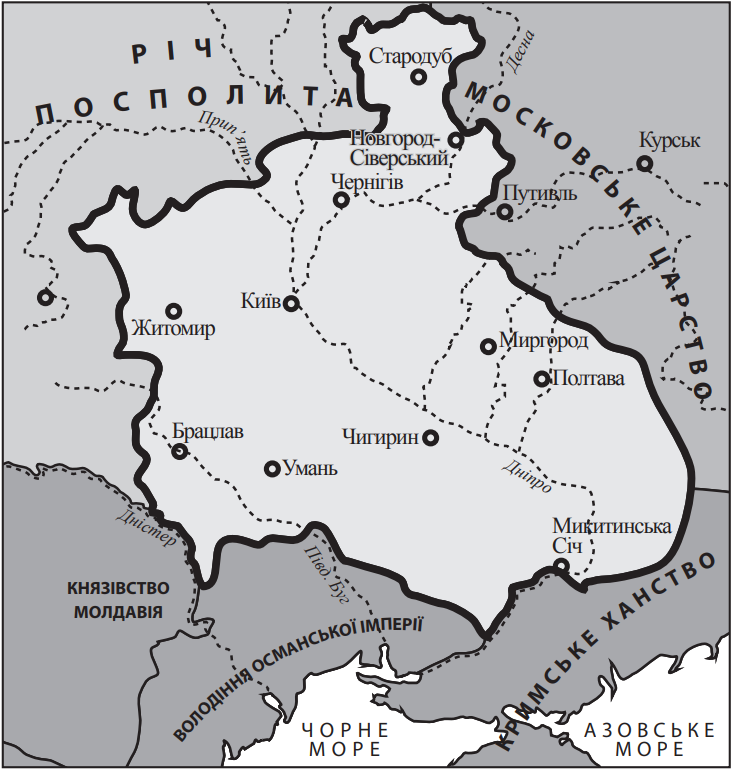 РІЧ
ПОСПОЛИТА
Стародуб
Десна
МОСКОВСЬКЕ ЦАРСТВО
Прип'ять
Новгород-
Сіверський
Курськ
Чернігів
Путивль
Київ
Житомир
Миргород
Полтава
Брацлав
Чигирин
Умань
Дніпро
Дністер
Микитинська
Січ
Півд. Буг
КНЯЗІВСТВО
МОЛДАВІЯ
ВОЛОДІННЯ ОСМАНСЬКОЇ ІМПЕРІЇ
КРИМСЬКЕ ХАНСТВО
ЧОРНЕ
МОРЕ
АЗОВСЬКЕ
МОРЕ